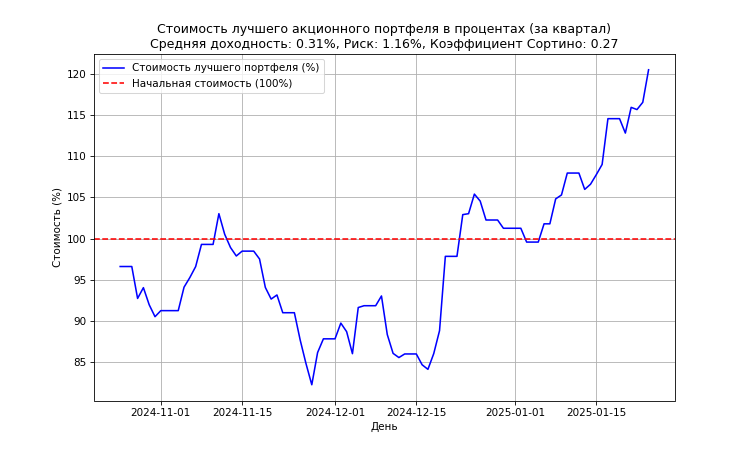 Стоимость лучшего акционного портфеля в процентах (за квартал)
Средняя доходность: 0.31%, Риск: 1.16%, Коэффициент Сортино: 0.27
Стоимость лучшего портфеля (%)
Начальная стоимость (100%)
Стоимость (%)
120
115
110
105
100
95
90
85
2024-11-01
2024-11-15
2024-12-01
2024-12-15
2025-01-01
2025-01-15
День